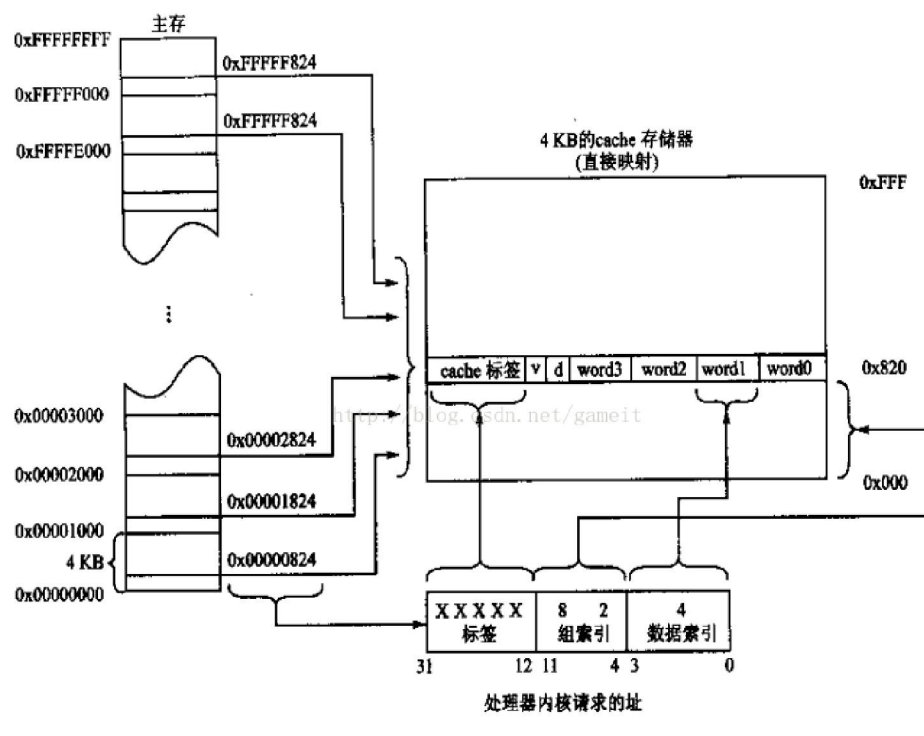 主存
0xFFFFFFFF
0xFFFFF824
0xFFFFF000
0xFFFFF824
0xFFFFE000
4 KB的cache 存储器
(直接映射)
0xFFF
cache 标签 v d word3 word2 word1 word0
0x820
http://blog.csdn.net/gameit
0x00003000
0x00002824
0x00002000
0x000
0x00001824
0x00001000
4 KB
0x00000824
0x00000000
X X X X X
标签
8 2
组索引
4
数据索引
31 12 11 4 3 0
处理器内核请求的址